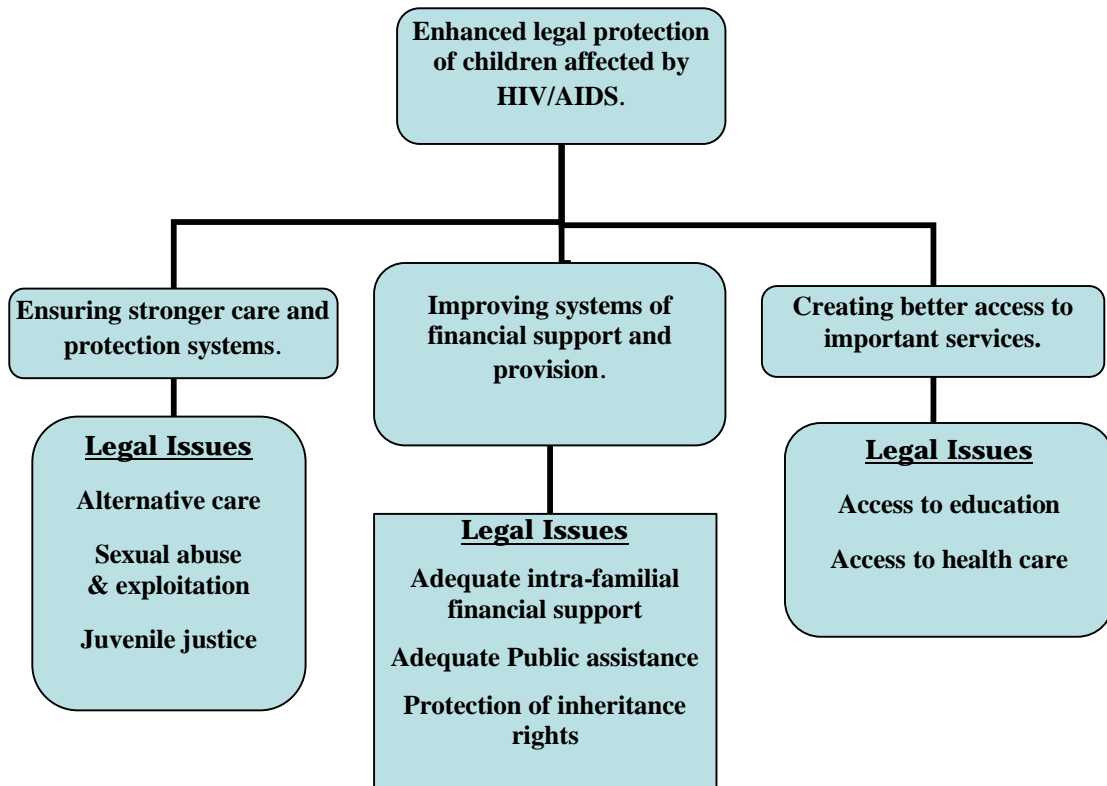 Enhanced legal protection
of children affected by
HIV/AIDS.
Ensuring stronger care and
protection systems.
Improving systems of
financial support and
provision.
Creating better access to
important services.
Legal Issues
Alternative care
Sexual abuse
& exploitation
Juvenile justice
Legal Issues
Adequate intra-familial
financial support
Adequate Public assistance
Protection of inheritance
rights
Legal Issues
Access to education
Access to health care